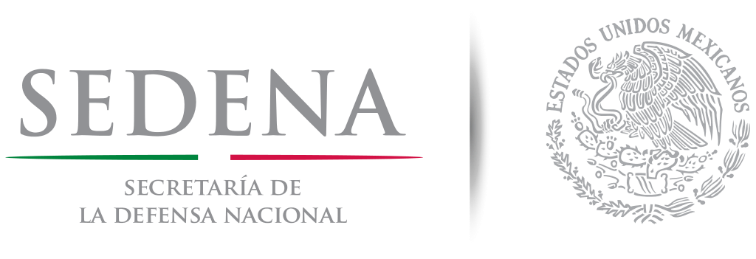 SEDENA
SECRETARÍA DE
LA DEFENSA NACIONAL
ESTADOS UNIDOS MEXICANOS